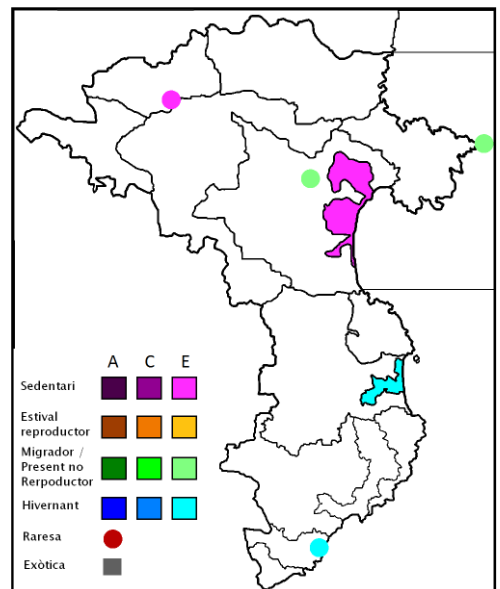 A C E
Sedentari
Estival
reproductor
Migrador /
Present no
Rerpoductor
Hivernant
Raresa
Exòtica